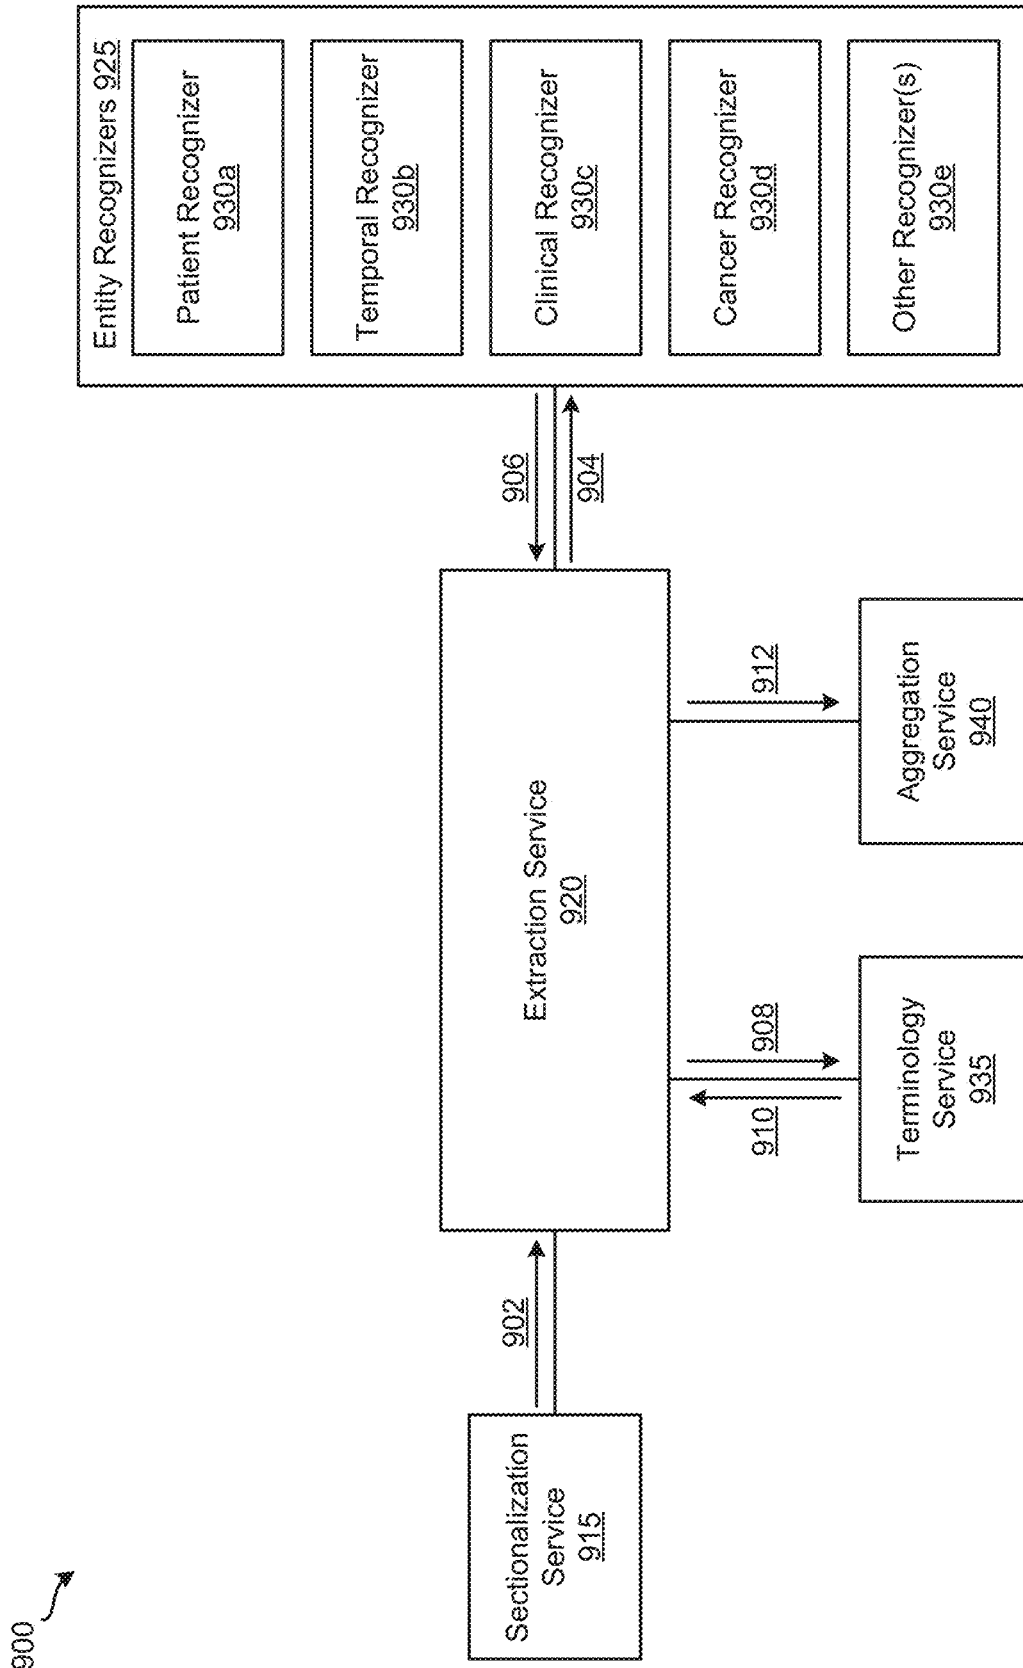 900
Sectionalization
Service
915
902
Extraction Service
920
910
908
Terminology
Service
935
912
Aggregation
Service
940
906
904
Entity Recognizers 925
Patient Recognizer
930a
Temporal Recognizer
930b
Clinical Recognizer
930c
Cancer Recognizer
930d
Other Recognizer(s)
930e